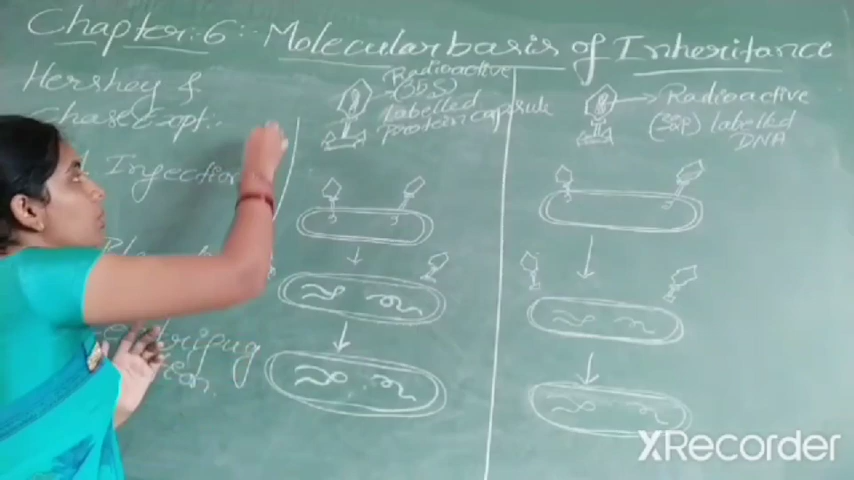 Chapter:-6:- Molecular basis of Inheritance
Hershey &
Chase Expt:-
Injection
Radioactive
(35S)
labelled
protein capsule
Radioactive
(32P) labelled
DNA
XRecorder